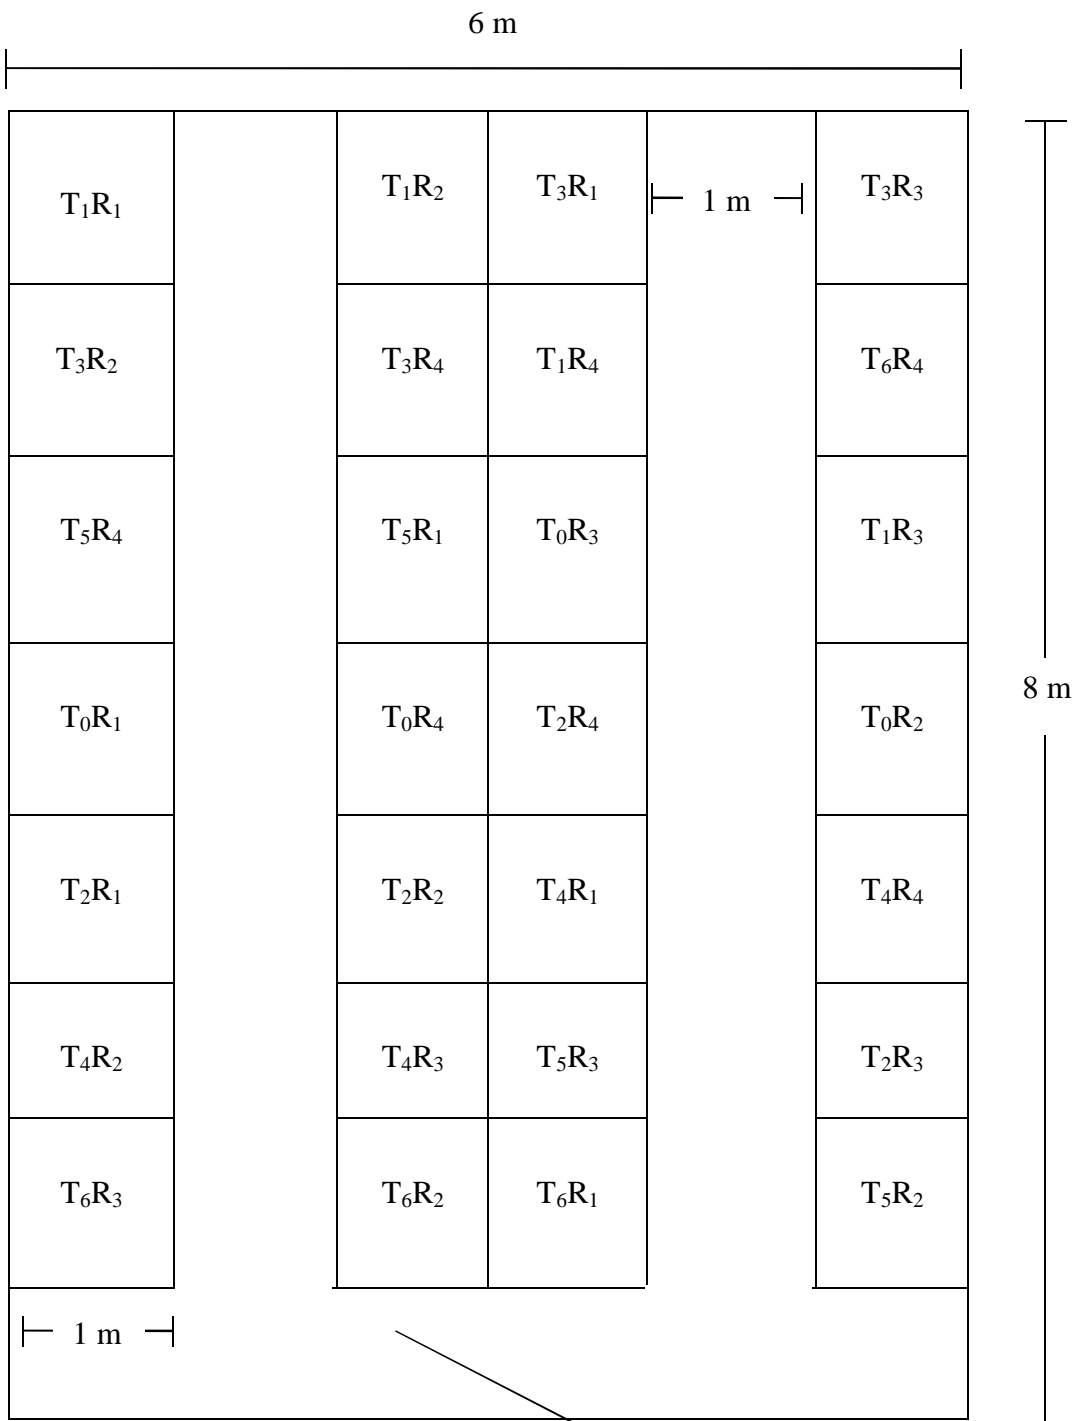 6 m
T₁R₁ T₁R₂ T₃R₁ 1 m T₃R₃
T₃R₂ T₃R₄ T₁R₄ T₆R₄
T₅R₄ T₅R₁ T₀R₃ T₁R₃
8 m
T₀R₁ T₀R₄ T₂R₄ T₀R₂
T₂R₁ T₂R₂ T₄R₁ T₄R₄
T₄R₂ T₄R₃ T₅R₃ T₂R₃
T₆R₃ T₆R₂ T₆R₁ T₅R₂
1 m